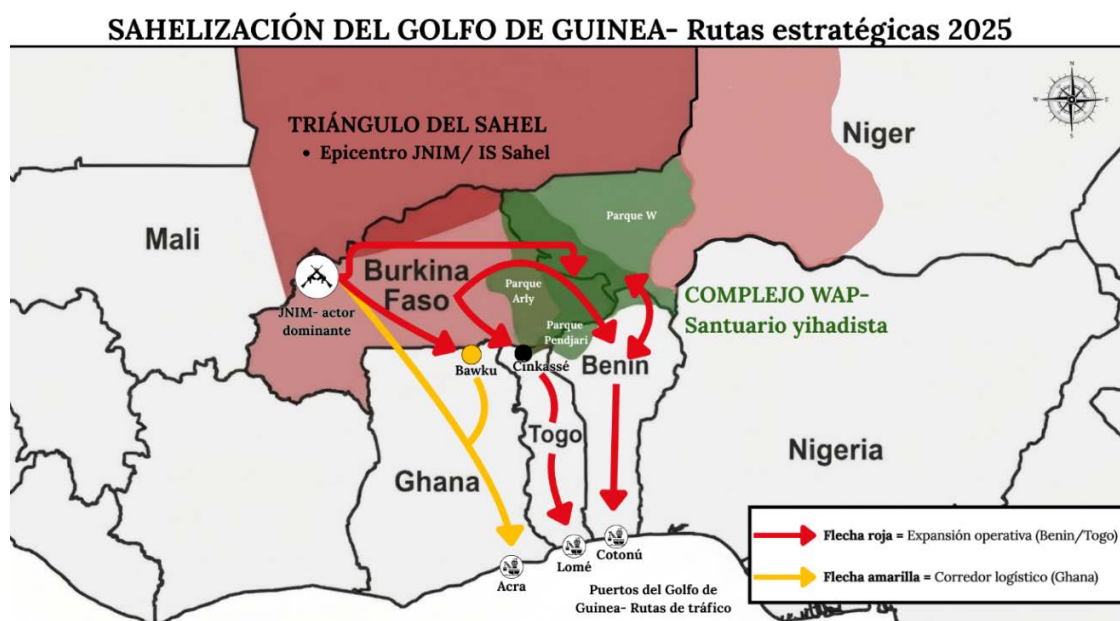 SAHELIZACIÓN DEL GOLFO DE GUINEA- Rutas estratégicas 2025
N
W
E
S
TRIÁNGULO DEL SAHEL
• Epicentro JNIM/ IS Sahel
Niger
Mali
Parque W
Burkina
Faso
Parque
Arly
JNIM- actor
dominante
COMPLEJO WAP-
Santuario yihadista
Parque
Pendjari
Bawku
Cinkassé
Benin
Togo
Ghana
Nigeria
Acra
Lomé
Cotonú
Puertos del Golfo de
Guinea- Rutas de tráfico
Flecha roja = Expansión operativa (Benin/Togo)
Flecha amarilla = Corredor logístico (Ghana)